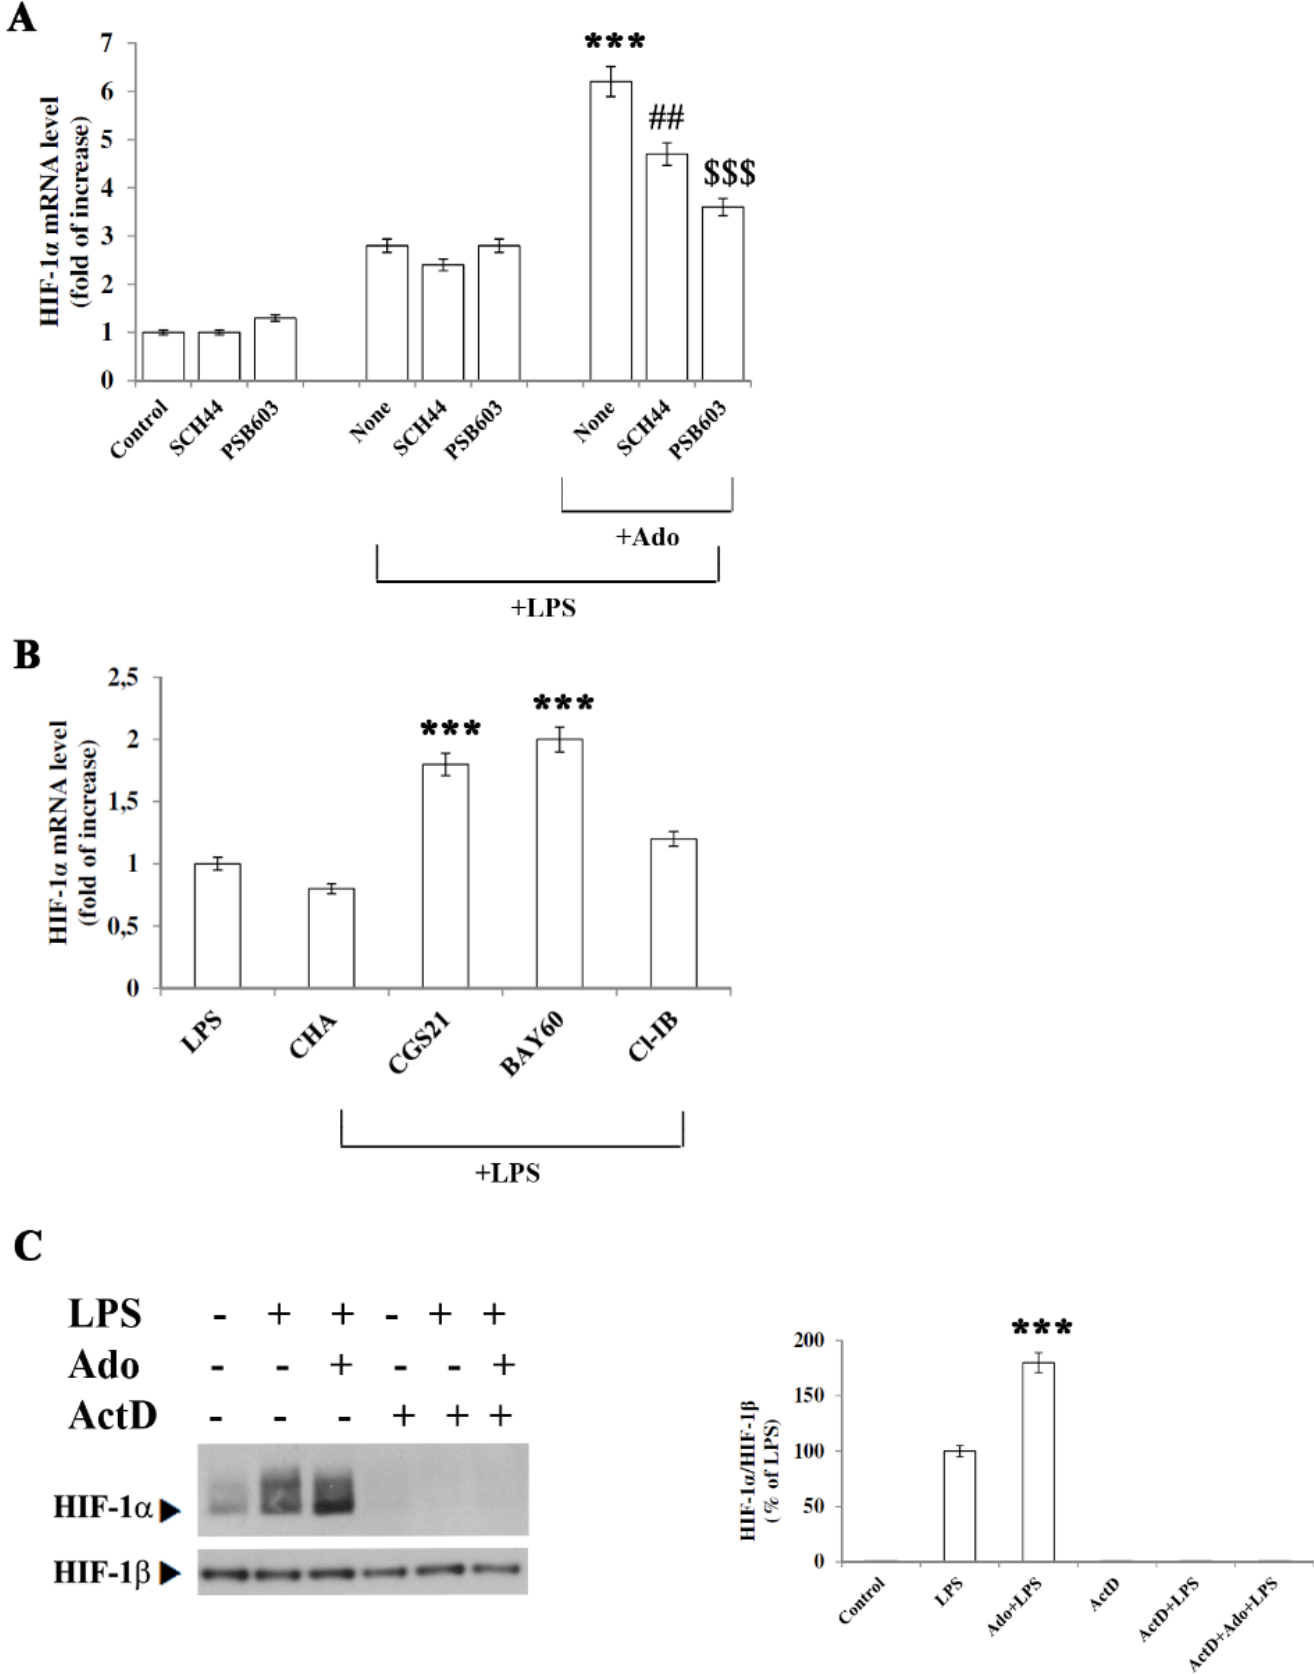 A
HIF-1α mRNA level
(fold of increase)
7
6
5
4
3
2
1
0
***
##
$$$
Control
SCH44
PSB603
None
SCH44
PSB603
None
SCH44
PSB603
+Ado
+LPS
B
HIF-1α mRNA level
(fold of increase)
2,5
2
1,5
1
0,5
0
***
***
LPS
CHA
CGS21
BAY60
Cl-IB
+LPS
C
LPS - + + - + +
Ado - - + - - +
ActD - - - + + +
HIF-1α
HIF-1β
HIF-1α/HIF-1β
(% of LPS)
200
150
100
50
0
***
Control
LPS
Ado+LPS
ActD
ActD+LPS
ActD+Ado+LPS